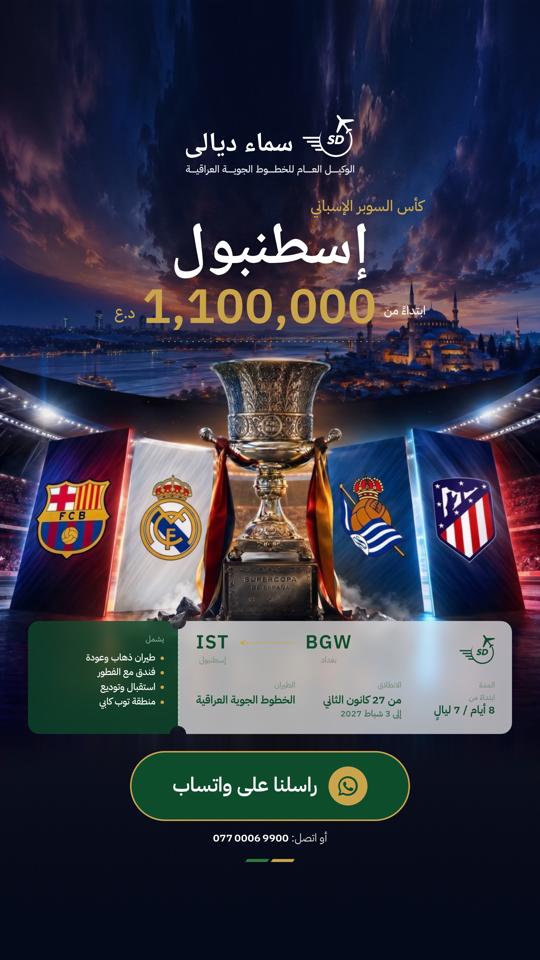 سماء ديالى
SD
الوكيل العام للخطوط الجوية العراقية
كأس السوبر الإسباني
إسطنبول
ابتداءً من 1,100,000 د.ع
FCB
SUPERCOPA
DE ESPAÑA
SD
المدة
ابتداءً من
8 أيام / 7 ليالٍ
BGW
بغداد
IST
إسطنبول
الانطلاق
من 27 كانون الثاني
إلى 3 شباط 2027
الطيران
الخطوط الجوية العراقية
يشمل
• طيران ذهاب وعودة
• فندق مع الفطور
• استقبال وتوديع
• منطقة توب كابي
راسلنا على واتساب
أو اتصل: 077 0006 9900